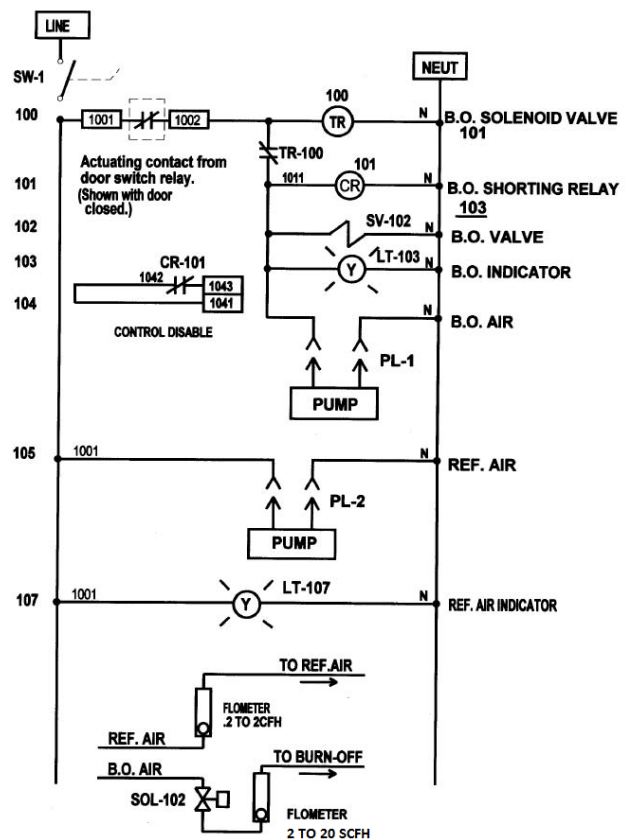 LINE
SW-1
NEUT
100
1001
1002
100
TR
N
B.O. SOLENOID VALVE
101
TR-100
Actuating contact from
door switch relay.
(Shown with door
closed.)
101
1011
101
CR
N
B.O. SHORTING RELAY
103
102
SV-102
N
B.O. VALVE
103
CR-101
Y
LT-103
N
B.O. INDICATOR
1042
1043
104
1041
CONTROL DISABLE
N
B.O. AIR
PL-1
PUMP
105
1001
N
REF. AIR
PL-2
PUMP
107
1001
Y
LT-107
N
REF. AIR INDICATOR
TO REF.AIR
FLOMETER
.2 TO 2CFH
REF. AIR
B.O. AIR
TO BURN-OFF
SOL-102
FLOMETER
2 TO 20 SCFH